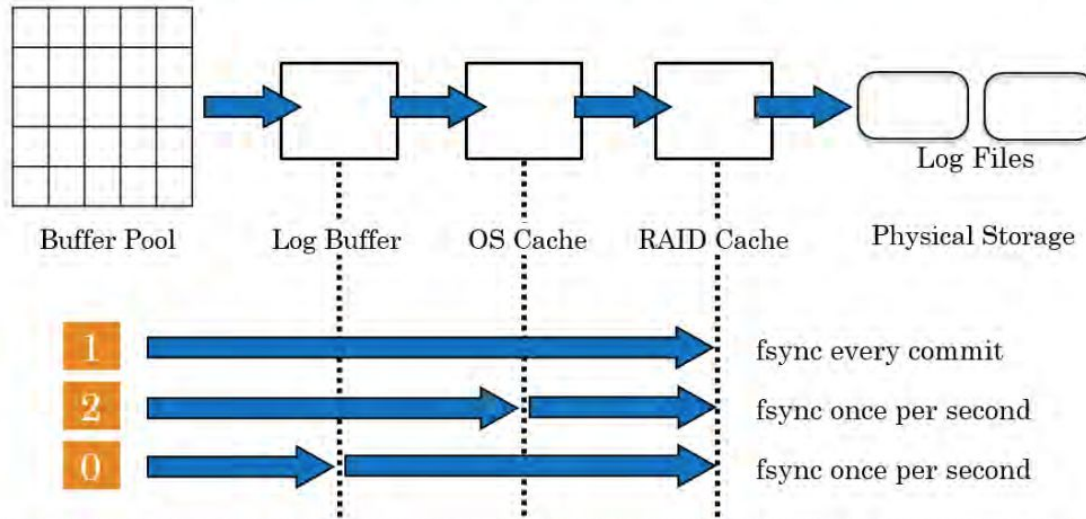 Log Files
Buffer Pool
Log Buffer
OS Cache
RAID Cache
Physical Storage
1
fsync every commit
2
fsync once per second
0
fsync once per second